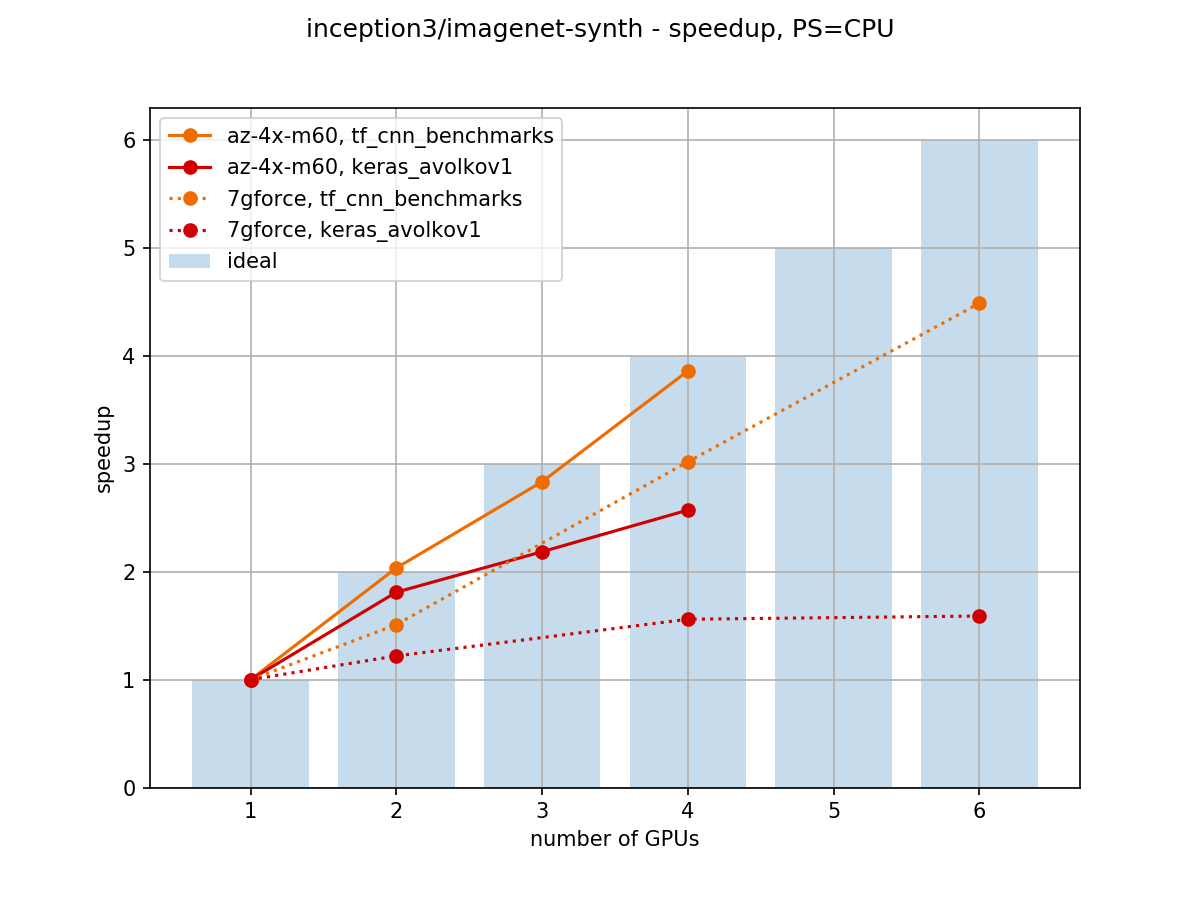 inception3/imagenet-synth - speedup, PS=CPU
az-4x-m60, tf_cnn_benchmarks
az-4x-m60, keras_avolkov1
7gforce, tf_cnn_benchmarks
7gforce, keras_avolkov1
ideal
6
5
4
3
2
1
0
speedup
1 2 3 4 5 6
number of GPUs